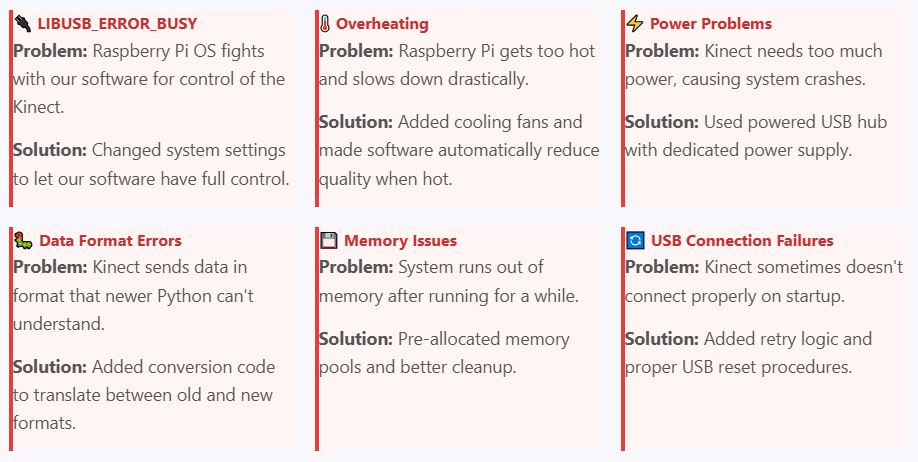 LIBUSB_ERROR_BUSY
Problem: Raspberry Pi OS fights
with our software for control of the
Kinect.
Solution: Changed system settings
to let our software have full control.
Overheating
Problem: Raspberry Pi gets too hot
and slows down drastically.
Solution: Added cooling fans and
made software automatically reduce
quality when hot.
Power Problems
Problem: Kinect needs too much
power, causing system crashes.
Solution: Used powered USB hub
with dedicated power supply.
Data Format Errors
Problem: Kinect sends data in
format that newer Python can't
understand.
Solution: Added conversion code
to translate between old and new
formats.
Memory Issues
Problem: System runs out of
memory after running for a while.
Solution: Pre-allocated memory
pools and better cleanup.
USB Connection Failures
Problem: Kinect sometimes doesn't
connect properly on startup.
Solution: Added retry logic and
proper USB reset procedures.